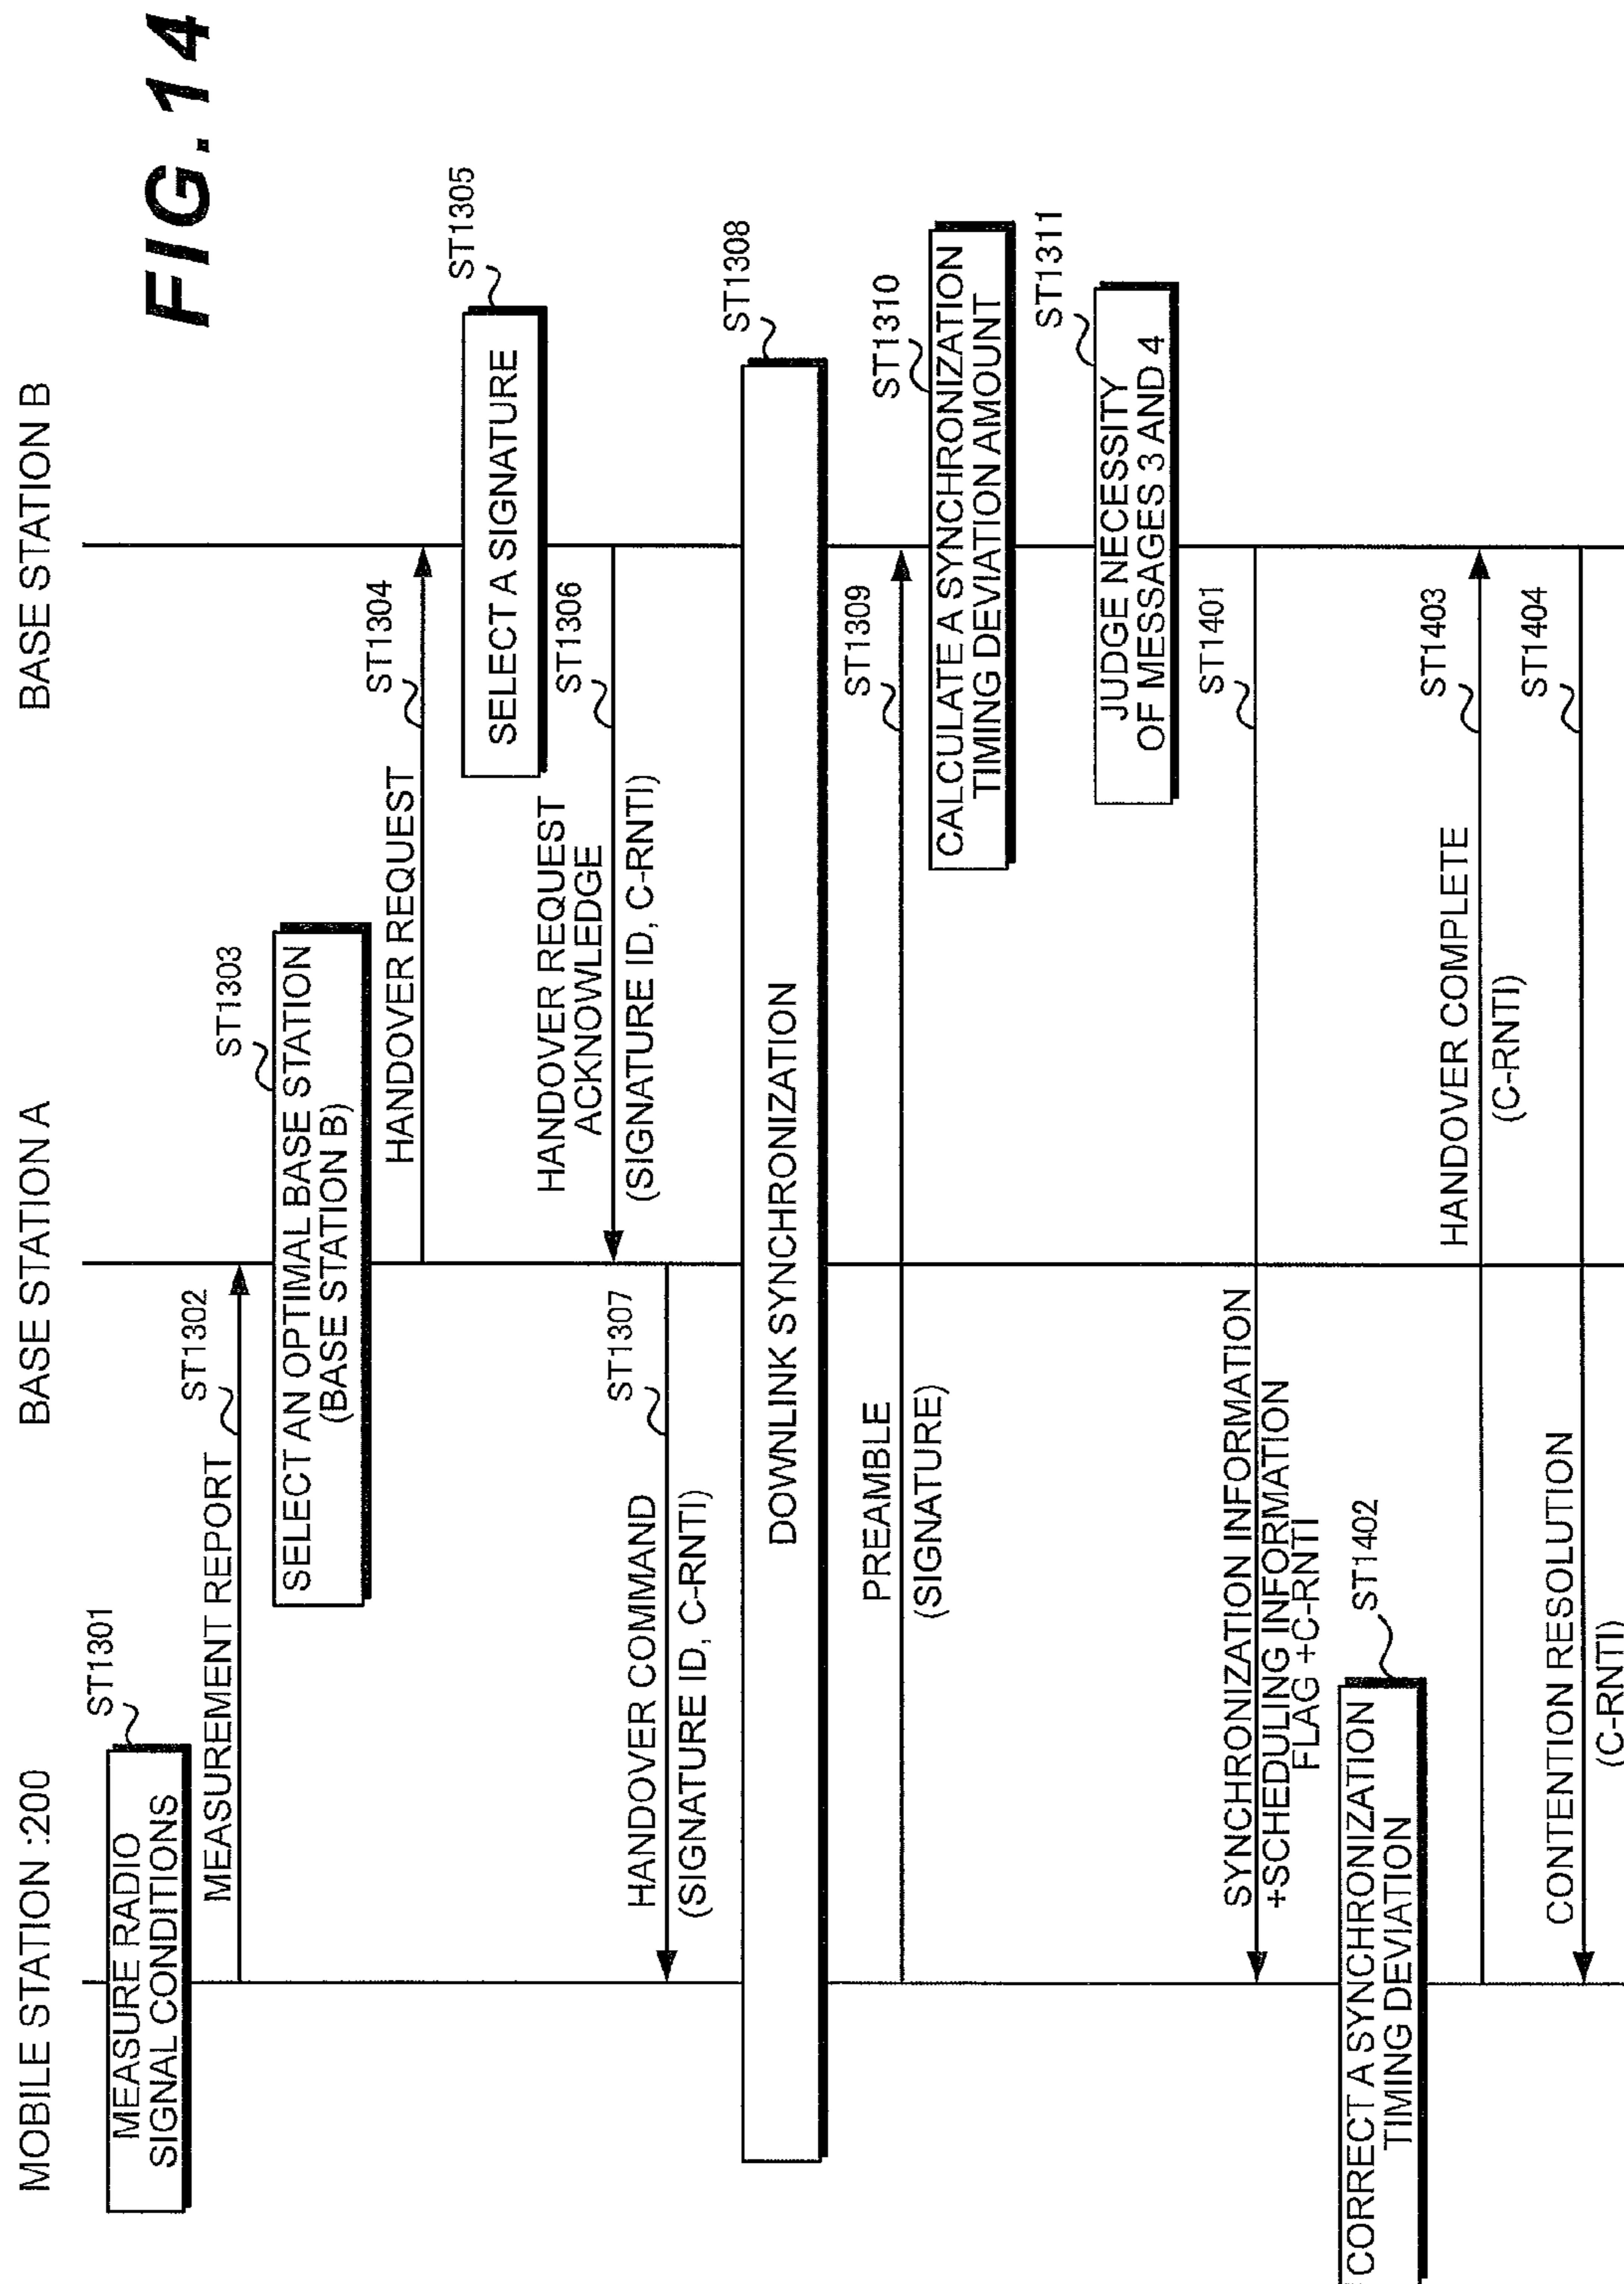 FIG.14
MOBILE STATION :200
BASE STATION A
BASE STATION B
ST1301
MEASURE RADIO
SIGNAL CONDITIONS
MEASUREMENT REPORT
ST1302
ST1303
SELECT AN OPTIMAL BASE STATION
(BASE STATION B)
HANDOVER REQUEST
ST1304
ST1305
SELECT A SIGNATURE
HANDOVER REQUEST
ACKNOWLEDGE
(SIGNATURE ID, C-RNTI)
ST1306
HANDOVER COMMAND
(SIGNATURE ID, C-RNTI)
ST1307
ST1308
DOWNLINK SYNCHRONIZATION
PREAMBLE
(SIGNATURE)
ST1309
ST1310
CALCULATE A SYNCHRONIZATION
TIMING DEVIATION AMOUNT
ST1311
JUDGE NECESSITY
OF MESSAGES 3 AND 4
ST1401
SYNCHRONIZATION INFORMATION
+SCHEDULING INFORMATION
FLAG +C-RNTI
ST1402
CORRECT A SYNCHRONIZATION
TIMING DEVIATION
HANDOVER COMPLETE
(C-RNTI)
ST1403
ST1404
CONTENTION RESOLUTION
(C-RNTI)